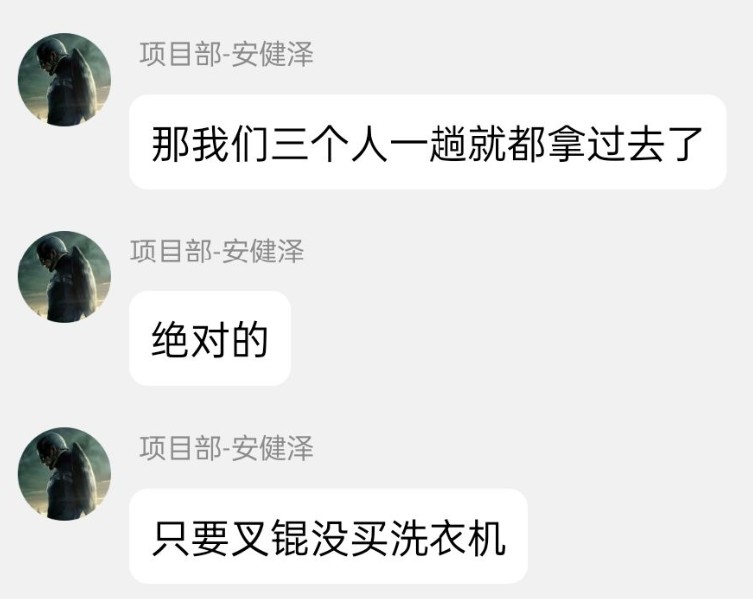 项目部-安健泽
那我们三个人一趟就都拿过去了
项目部-安健泽
绝对的
项目部-安健泽
只要叉锟没买洗衣机